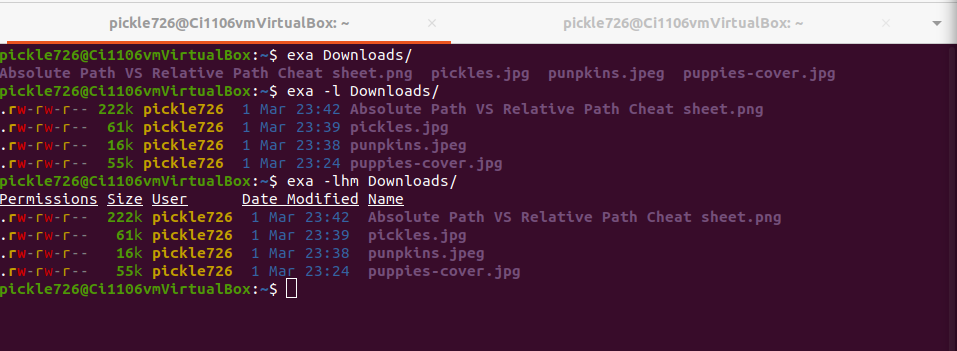 pickle726@Ci1106vmVirtualBox: ~ × pickle726@Ci1106vmVirtualBox: ~ ×
pickle726@Ci1106vmVirtualBox:~$ exa Downloads/
Absolute Path VS Relative Path Cheat sheet.png pickles.jpg punpkins.jpeg puppies-cover.jpg
pickle726@Ci1106vmVirtualBox:~$ exa -l Downloads/
.rw-rw-r-- 222k pickle726 1 Mar 23:42 Absolute Path VS Relative Path Cheat sheet.png
.rw-rw-r-- 61k pickle726 1 Mar 23:39 pickles.jpg
.rw-rw-r-- 16k pickle726 1 Mar 23:38 punpkins.jpeg
.rw-rw-r-- 55k pickle726 1 Mar 23:24 puppies-cover.jpg
pickle726@Ci1106vmVirtualBox:~$ exa -lhm Downloads/
Permissions Size User Date Modified Name
.rw-rw-r-- 222k pickle726 1 Mar 23:42 Absolute Path VS Relative Path Cheat sheet.png
.rw-rw-r-- 61k pickle726 1 Mar 23:39 pickles.jpg
.rw-rw-r-- 16k pickle726 1 Mar 23:38 punpkins.jpeg
.rw-rw-r-- 55k pickle726 1 Mar 23:24 puppies-cover.jpg
pickle726@Ci1106vmVirtualBox:~$